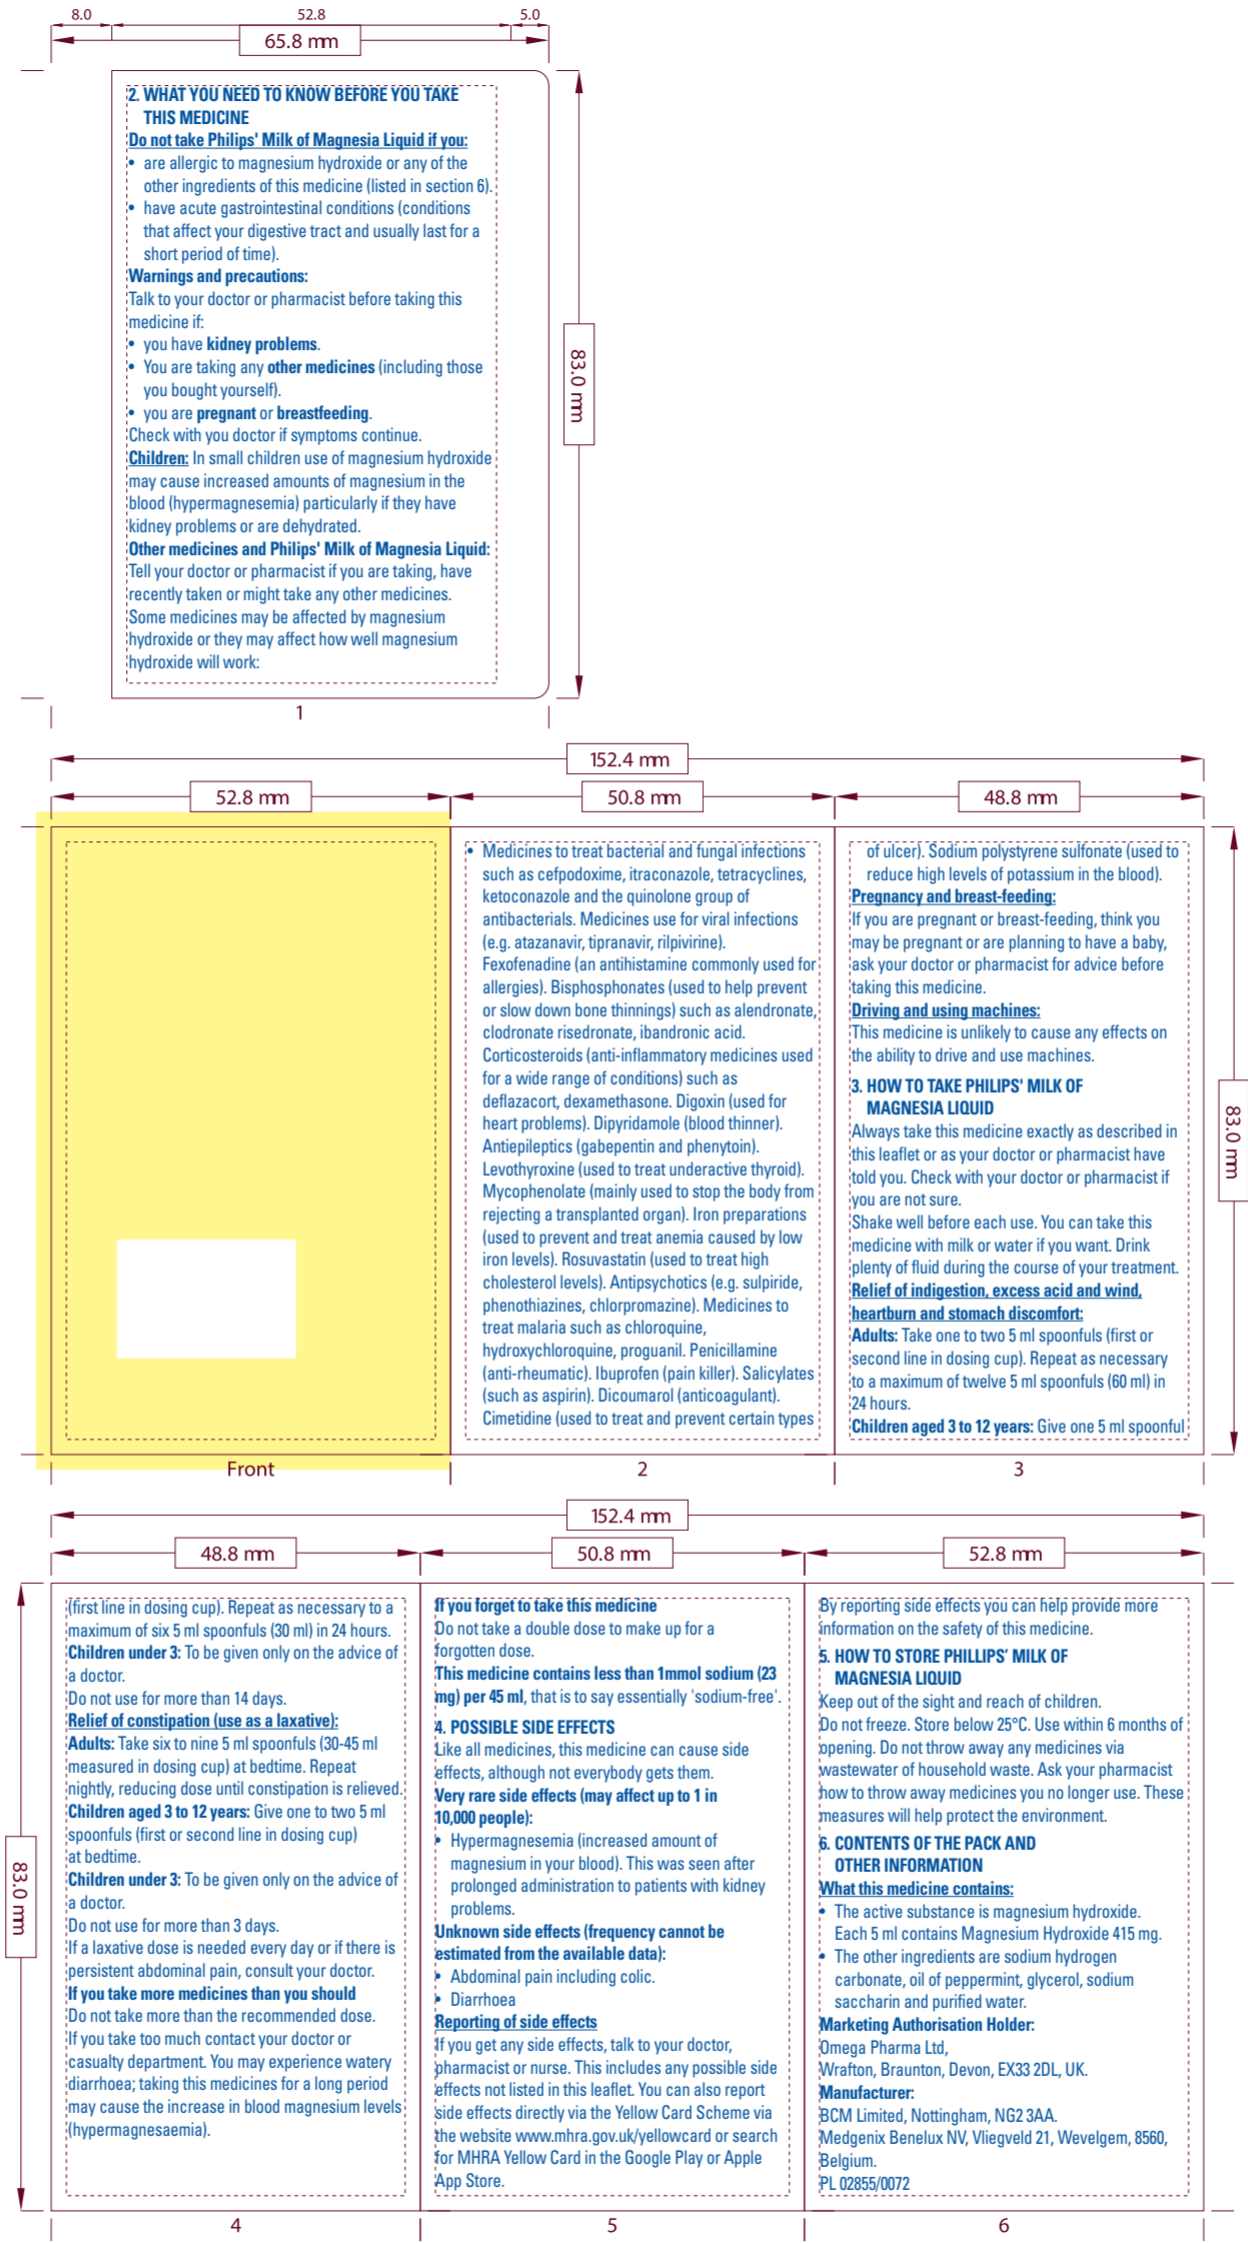 8.0
52.8
5.0
65.8 mm
2. WHAT YOU NEED TO KNOW BEFORE YOU TAKE
THIS MEDICINE
Do not take Philips' Milk of Magnesia Liquid if you:
• are allergic to magnesium hydroxide or any of the
other ingredients of this medicine (listed in section 6).
• have acute gastrointestinal conditions (conditions
that affect your digestive tract and usually last for a
short period of time).
Warnings and precautions:
Talk to your doctor or pharmacist before taking this
medicine if:
• you have kidney problems.
• You are taking any other medicines (including those
you bought yourself).
• you are pregnant or breastfeeding.
Check with you doctor if symptoms continue.
Children: In small children use of magnesium hydroxide
may cause increased amounts of magnesium in the
blood (hypermagnesemia) particularly if they have
kidney problems or are dehydrated.
Other medicines and Philips' Milk of Magnesia Liquid:
Tell your doctor or pharmacist if you are taking, have
recently taken or might take any other medicines.
Some medicines may be affected by magnesium
hydroxide or they may affect how well magnesium
hydroxide will work:
83.0 mm
1
152.4 mm
52.8 mm
50.8 mm
48.8 mm
Front
• Medicines to treat bacterial and fungal infections
such as cefpodoxime, itraconazole, tetracyclines,
ketoconazole and the quinolone group of
antibacterials. Medicines use for viral infections
(e.g. atazanavir, tipranavir, rilpivirine).
Fexofenadine (an antihistamine commonly used for
allergies). Bisphosphonates (used to help prevent
or slow down bone thinnings) such as alendronate,
clodronate risedronate, ibandronic acid.
Corticosteroids (anti-inflammatory medicines used
for a wide range of conditions) such as
deflazacort, dexamethasone. Digoxin (used for
heart problems). Dipyridamole (blood thinner).
Antiepileptics (gabepentin and phenytoin).
Levothyroxine (used to treat underactive thyroid).
Mycophenolate (mainly used to stop the body from
rejecting a transplanted organ). Iron preparations
(used to prevent and treat anemia caused by low
iron levels). Rosuvastatin (used to treat high
cholesterol levels). Antipsychotics (e.g. sulpiride,
phenothiazines, chlorpromazine). Medicines to
treat malaria such as chloroquine,
hydroxychloroquine, proguanil. Penicillamine
(anti-rheumatic). Ibuprofen (pain killer). Salicylates
(such as aspirin). Dicoumarol (anticoagulant).
Cimetidine (used to treat and prevent certain types
2
of ulcer). Sodium polystyrene sulfonate (used to
reduce high levels of potassium in the blood).
Pregnancy and breast-feeding:
If you are pregnant or breast-feeding, think you
may be pregnant or are planning to have a baby,
ask your doctor or pharmacist for advice before
taking this medicine.
Driving and using machines:
This medicine is unlikely to cause any effects on
the ability to drive and use machines.
3. HOW TO TAKE PHILIPS' MILK OF
MAGNESIA LIQUID
Always take this medicine exactly as described in
this leaflet or as your doctor or pharmacist have
told you. Check with your doctor or pharmacist if
you are not sure.
Shake well before each use. You can take this
medicine with milk or water if you want. Drink
plenty of fluid during the course of your treatment.
Relief of indigestion, excess acid and wind,
heartburn and stomach discomfort:
Adults: Take one to two 5 ml spoonfuls (first or
second line in dosing cup). Repeat as necessary
to a maximum of twelve 5 ml spoonfuls (60 ml) in
24 hours.
Children aged 3 to 12 years: Give one 5 ml spoonful
83.0 mm
3
152.4 mm
48.8 mm
50.8 mm
52.8 mm
83.0 mm
(first line in dosing cup). Repeat as necessary to a
maximum of six 5 ml spoonfuls (30 ml) in 24 hours.
Children under 3: To be given only on the advice of
a doctor.
Do not use for more than 14 days.
Relief of constipation (use as a laxative):
Adults: Take six to nine 5 ml spoonfuls (30-45 ml
measured in dosing cup) at bedtime. Repeat
nightly, reducing dose until constipation is relieved.
Children aged 3 to 12 years: Give one to two 5 ml
spoonfuls (first or second line in dosing cup)
at bedtime.
Children under 3: To be given only on the advice of
a doctor.
Do not use for more than 3 days.
If a laxative dose is needed every day or if there is
persistent abdominal pain, consult your doctor.
If you take more medicines than you should
Do not take more than the recommended dose.
If you take too much contact your doctor or
casualty department. You may experience watery
diarrhoea; taking this medicines for a long period
may cause the increase in blood magnesium levels
(hypermagnesaemia).
4
If you forget to take this medicine
Do not take a double dose to make up for a
forgotten dose.
This medicine contains less than 1mmol sodium (23
mg) per 45 ml, that is to say essentially 'sodium-free'.
4. POSSIBLE SIDE EFFECTS
Like all medicines, this medicine can cause side
effects, although not everybody gets them.
Very rare side effects (may affect up to 1 in
10,000 people):
• Hypermagnesemia (increased amount of
magnesium in your blood). This was seen after
prolonged administration to patients with kidney
problems.
Unknown side effects (frequency cannot be
estimated from the available data):
• Abdominal pain including colic.
• Diarrhoea
Reporting of side effects
If you get any side effects, talk to your doctor,
pharmacist or nurse. This includes any possible side
effects not listed in this leaflet. You can also report
side effects directly via the Yellow Card Scheme via
the website www.mhra.gov.uk/yellowcard or search
for MHRA Yellow Card in the Google Play or Apple
App Store.
5
By reporting side effects you can help provide more
information on the safety of this medicine.
5. HOW TO STORE PHILLIPS’ MILK OF
MAGNESIA LIQUID
Keep out of the sight and reach of children.
Do not freeze. Store below 25°C. Use within 6 months of
opening. Do not throw away any medicines via
wastewater of household waste. Ask your pharmacist
how to throw away medicines you no longer use. These
measures will help protect the environment.
6. CONTENTS OF THE PACK AND
OTHER INFORMATION
What this medicine contains:
• The active substance is magnesium hydroxide.
Each 5 ml contains Magnesium Hydroxide 415 mg.
• The other ingredients are sodium hydrogen
carbonate, oil of peppermint, glycerol, sodium
saccharin and purified water.
Marketing Authorisation Holder:
Omega Pharma Ltd,
Wrafton, Braunton, Devon, EX33 2DL, UK.
Manufacturer:
BCM Limited, Nottingham, NG2 3AA.
Medgenix Benelux NV, Vliegveld 21, Wevelgem, 8560,
Belgium.
PL 02855/0072
6